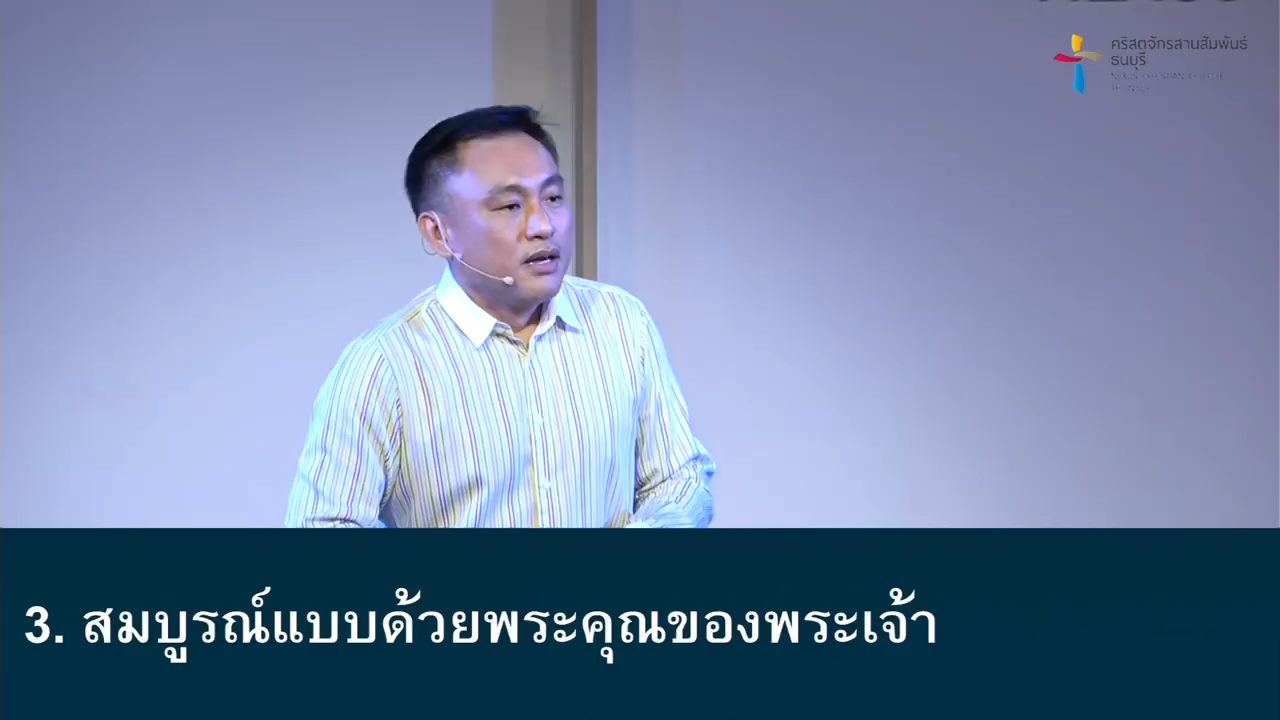 คริสตจักรสานสัมพันธ์
ธนบุรี
3. สมบูรณ์แบบด้วยพระคุณของพระเจ้า